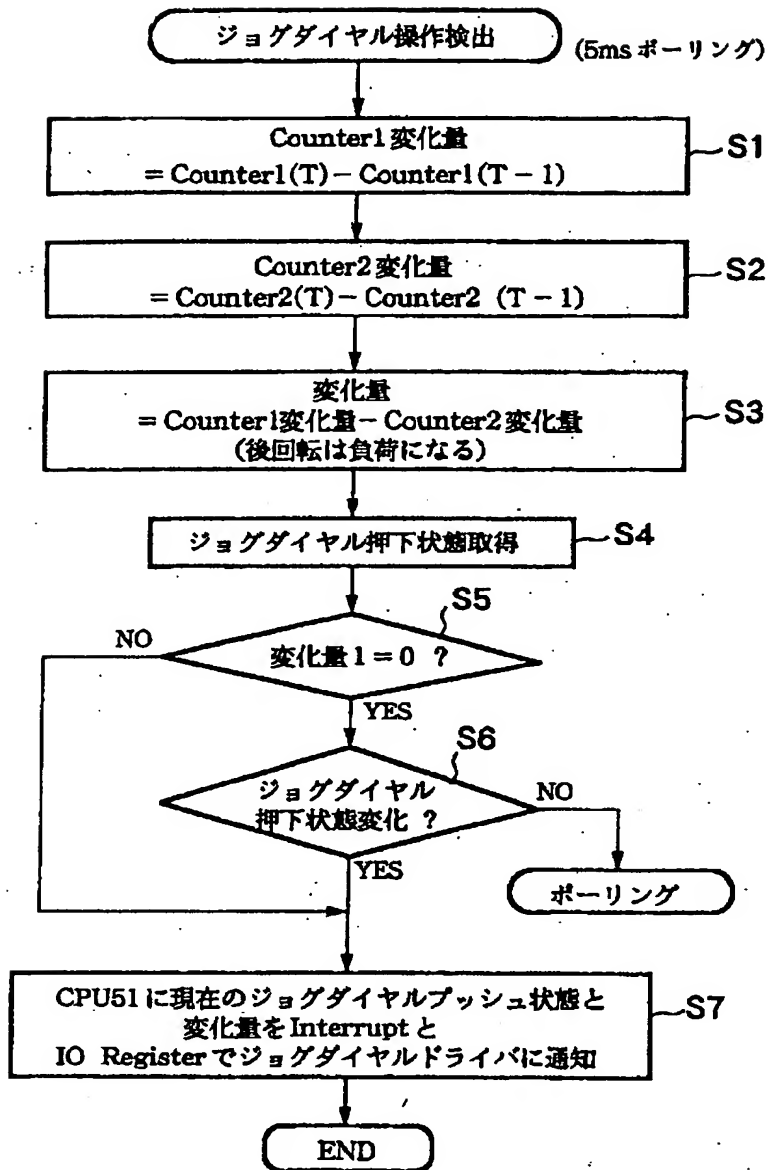 ジョグダイヤル操作検出
(5msポーリング)
Counter1変化量
= Counter1(T) − Counter1(T − 1)
S1
Counter2変化量
= Counter2(T) − Counter2 (T − 1)
S2
変化量
= Counter1変化量 − Counter2変化量
(後回転は負荷になる)
S3
ジョグダイヤル押下状態取得
S4
S5
NO
変化量1 = 0 ?
YES
S6
ジョグダイヤル
押下状態変化 ?
NO
YES
ポーリング
CPU51に現在のジョグダイヤルプッシュ状態と
変化量をInterruptと
IO Registerでジョグダイヤルドライバに通知
S7
END